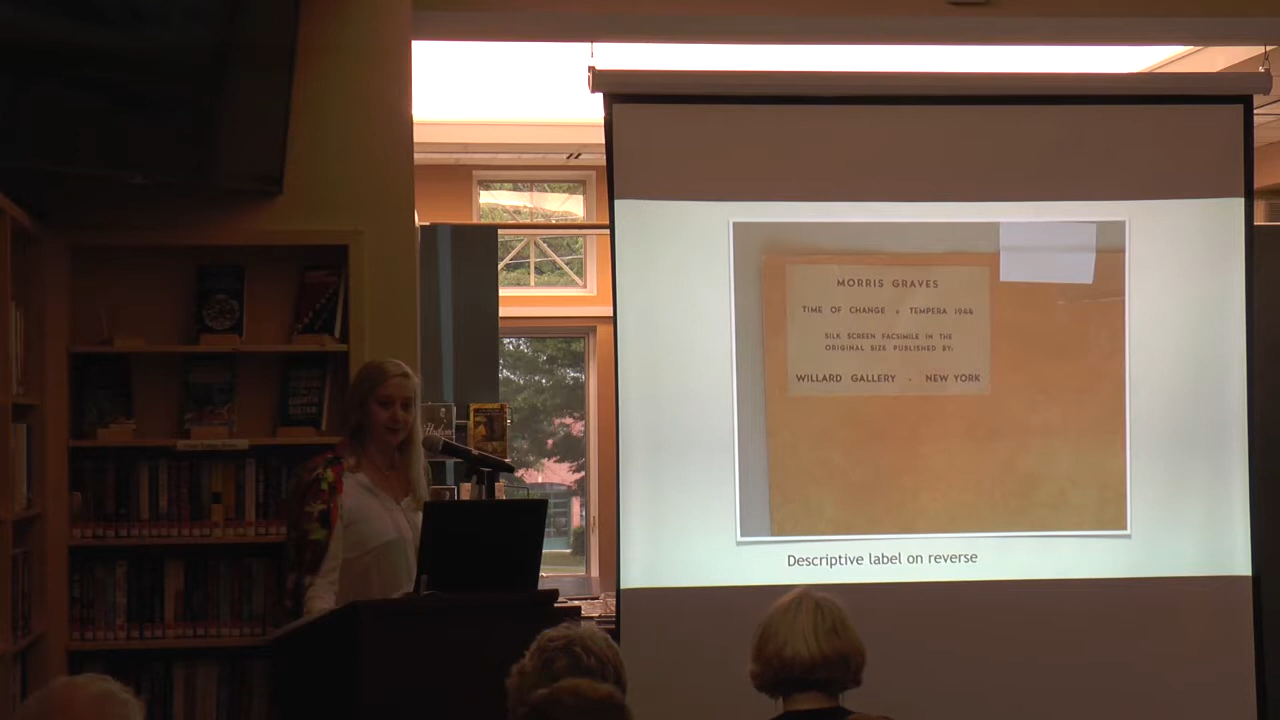 MORRIS GRAVES
TIME OF CHANGE • TEMPERA 1944
SILK SCREEN FACSIMILE IN THE
ORIGINAL SIZE PUBLISHED BY:
WILLARD GALLERY - NEW YORK
Descriptive label on reverse